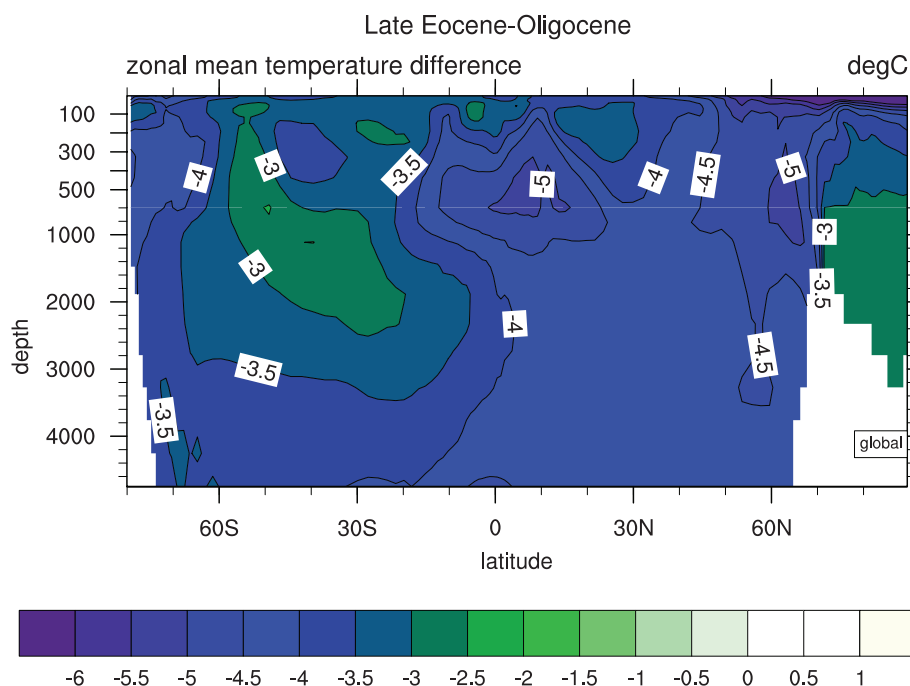 Late Eocene-Oligocene
zonal mean temperature difference
degC
100
300
500
1000
2000
3000
4000
depth
-4
-3
-3.5
-5
-4
-4.5
-5
-3
-3
-3.5
-4
-3.5
-4.5
-3.5
global
60S
30S
0
30N
60N
latitude
-6 -5.5 -5 -4.5 -4 -3.5 -3 -2.5 -2 -1.5 -1 -0.5 0 0.5 1